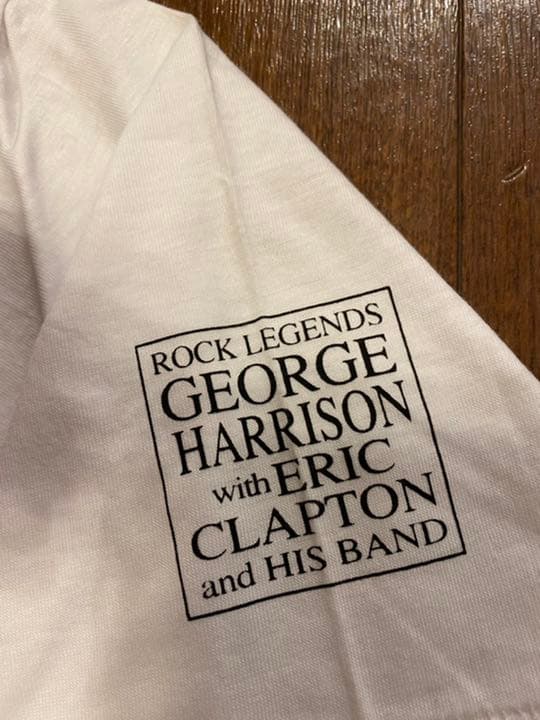 ROCK LEGENDS
GEORGE
HARRISON
with ERIC
CLAPTON
and HIS BAND